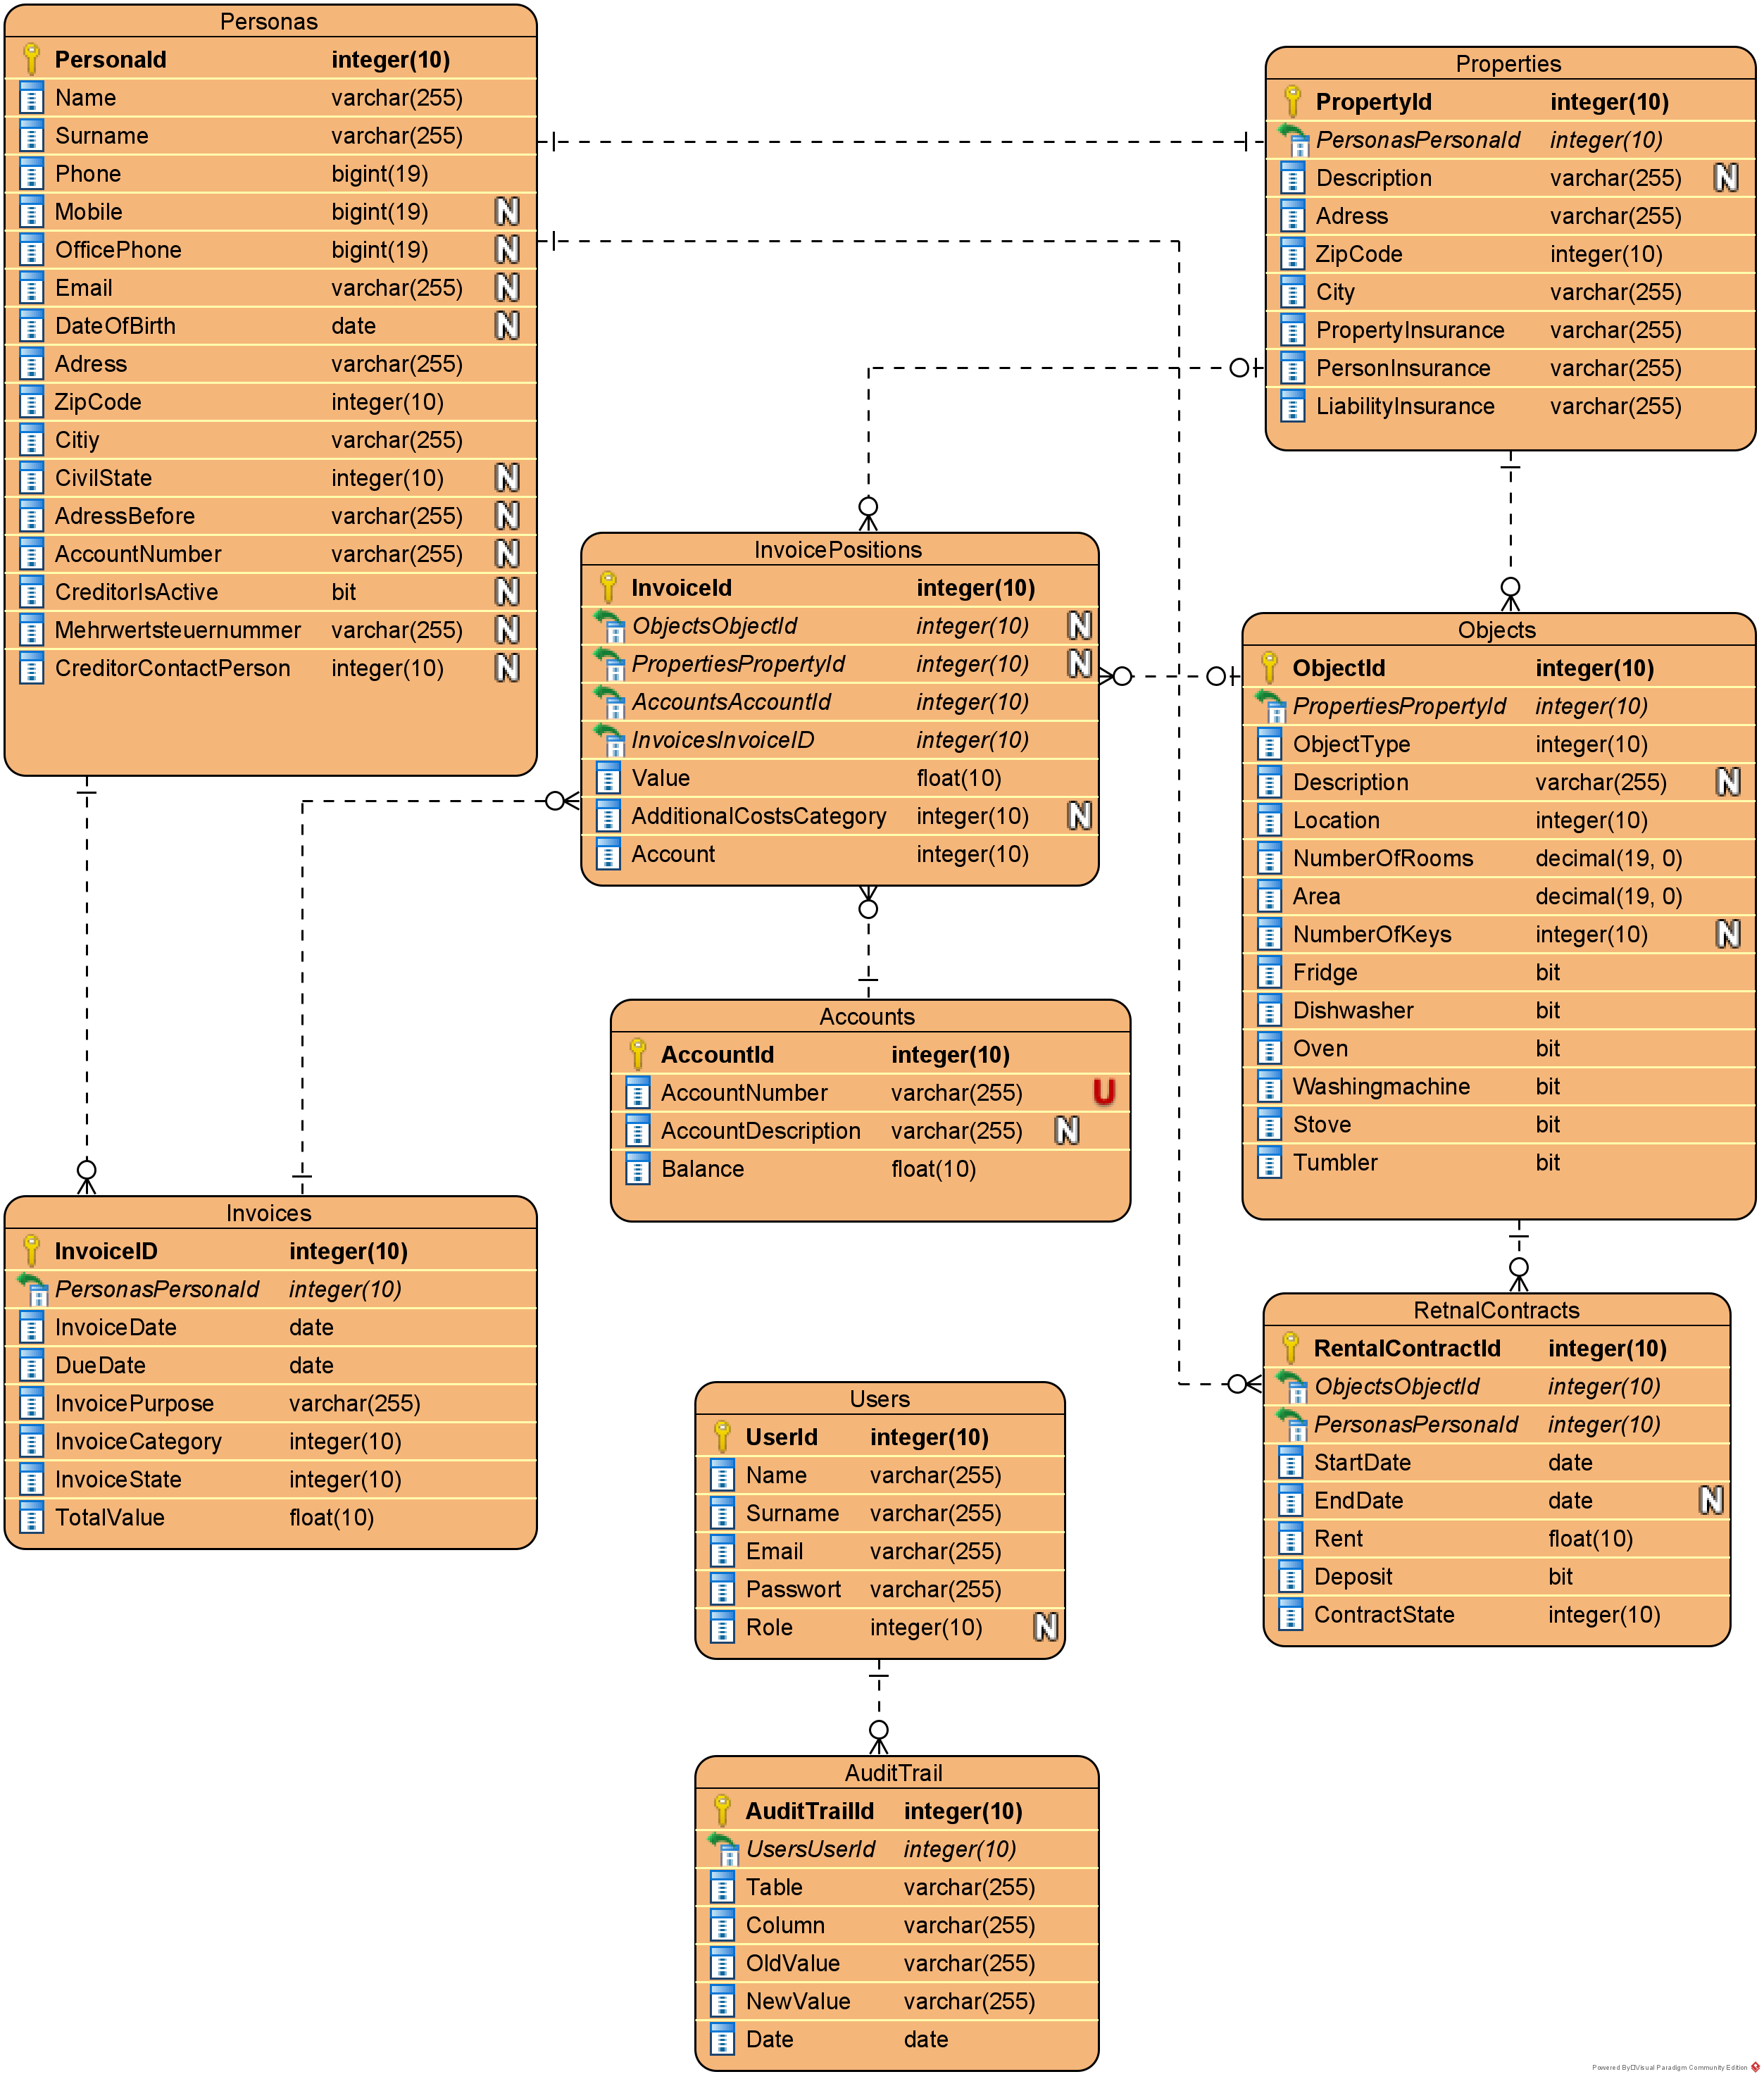 Personas
PersonaId integer(10)
Name varchar(255)
Surname varchar(255)
Phone bigint(19)
Mobile bigint(19) N
OfficePhone bigint(19) N
Email varchar(255) N
DateOfBirth date N
Adress varchar(255)
ZipCode integer(10)
Citiy varchar(255)
CivilState integer(10) N
AdressBefore varchar(255) N
AccountNumber varchar(255) N
CreditorIsActive bit N
Mehrwertsteuernummer varchar(255) N
CreditorContactPerson integer(10) N
Properties
PropertyId integer(10)
PersonasPersonaId integer(10)
Description varchar(255) N
Adress varchar(255)
ZipCode integer(10)
City varchar(255)
PropertyInsurance varchar(255)
PersonInsurance varchar(255)
LiabilityInsurance varchar(255)
InvoicePositions
InvoiceId integer(10)
ObjectsObjectId integer(10) N
PropertiesPropertyId integer(10) N
AccountsAccountId integer(10)
InvoicesInvoiceID integer(10)
Value float(10)
AdditionalCostsCategory integer(10) N
Account integer(10)
Objects
ObjectId integer(10)
PropertiesPropertyId integer(10)
ObjectType integer(10)
Description varchar(255) N
Location integer(10)
NumberOfRooms decimal(19, 0)
Area decimal(19, 0)
NumberOfKeys integer(10) N
Fridge bit
Dishwasher bit
Oven bit
Washingmachine bit
Stove bit
Tumbler bit
Accounts
AccountId integer(10)
AccountNumber varchar(255) U
AccountDescription varchar(255) N
Balance float(10)
Invoices
InvoiceID integer(10)
PersonasPersonaId integer(10)
InvoiceDate date
DueDate date
InvoicePurpose varchar(255)
InvoiceCategory integer(10)
InvoiceState integer(10)
TotalValue float(10)
RetnalContracts
RentalContractId integer(10)
ObjectsObjectId integer(10)
PersonasPersonaId integer(10)
StartDate date
EndDate date N
Rent float(10)
Deposit bit
ContractState integer(10)
Users
UserId integer(10)
Name varchar(255)
Surname varchar(255)
Email varchar(255)
Passwort varchar(255)
Role integer(10) N
AuditTrail
AuditTrailId integer(10)
UsersUserId integer(10)
Table varchar(255)
Column varchar(255)
OldValue varchar(255)
NewValue varchar(255)
Date date
Powered By Visual Paradigm Community Edition